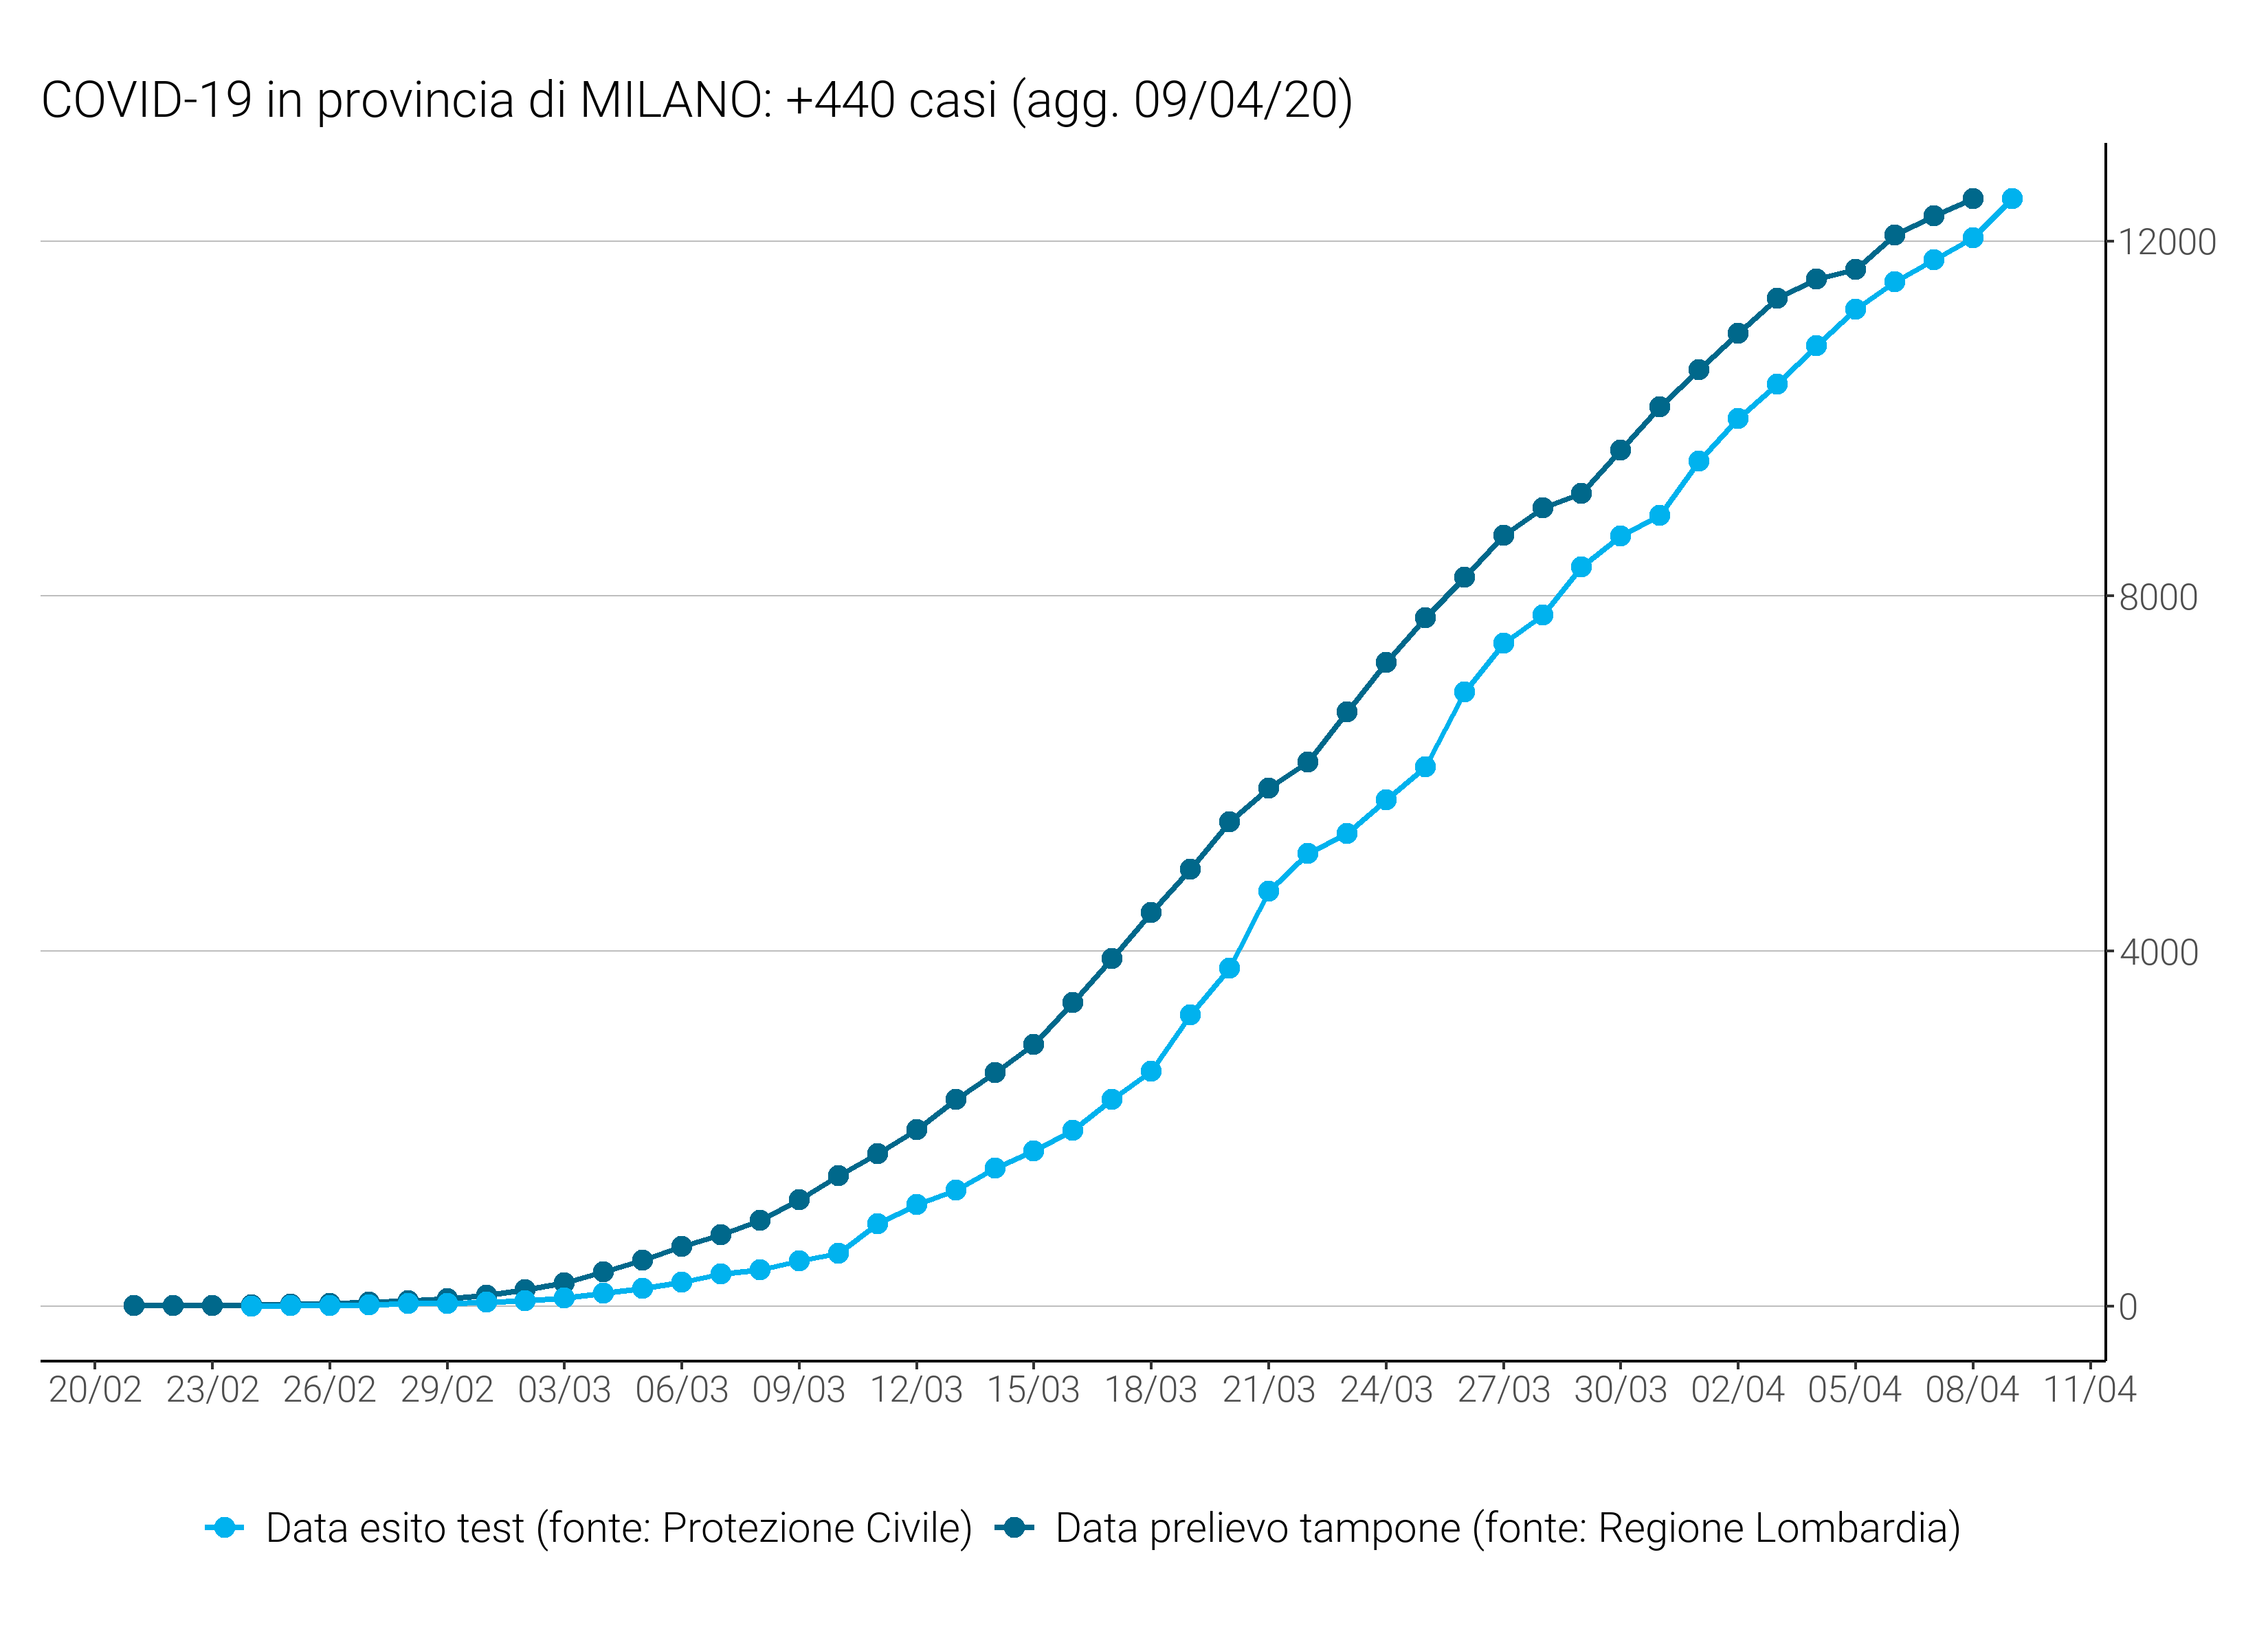 COVID-19 in provincia di MILANO: +440 casi (agg. 09/04/20)
12000
8000
4000
0
20/02 23/02 26/02 29/02 03/03 06/03 09/03 12/03 15/03 18/03 21/03 24/03 27/03 30/03 02/04 05/04 08/04 11/04
Data esito test (fonte: Protezione Civile) Data prelievo tampone (fonte: Regione Lombardia)